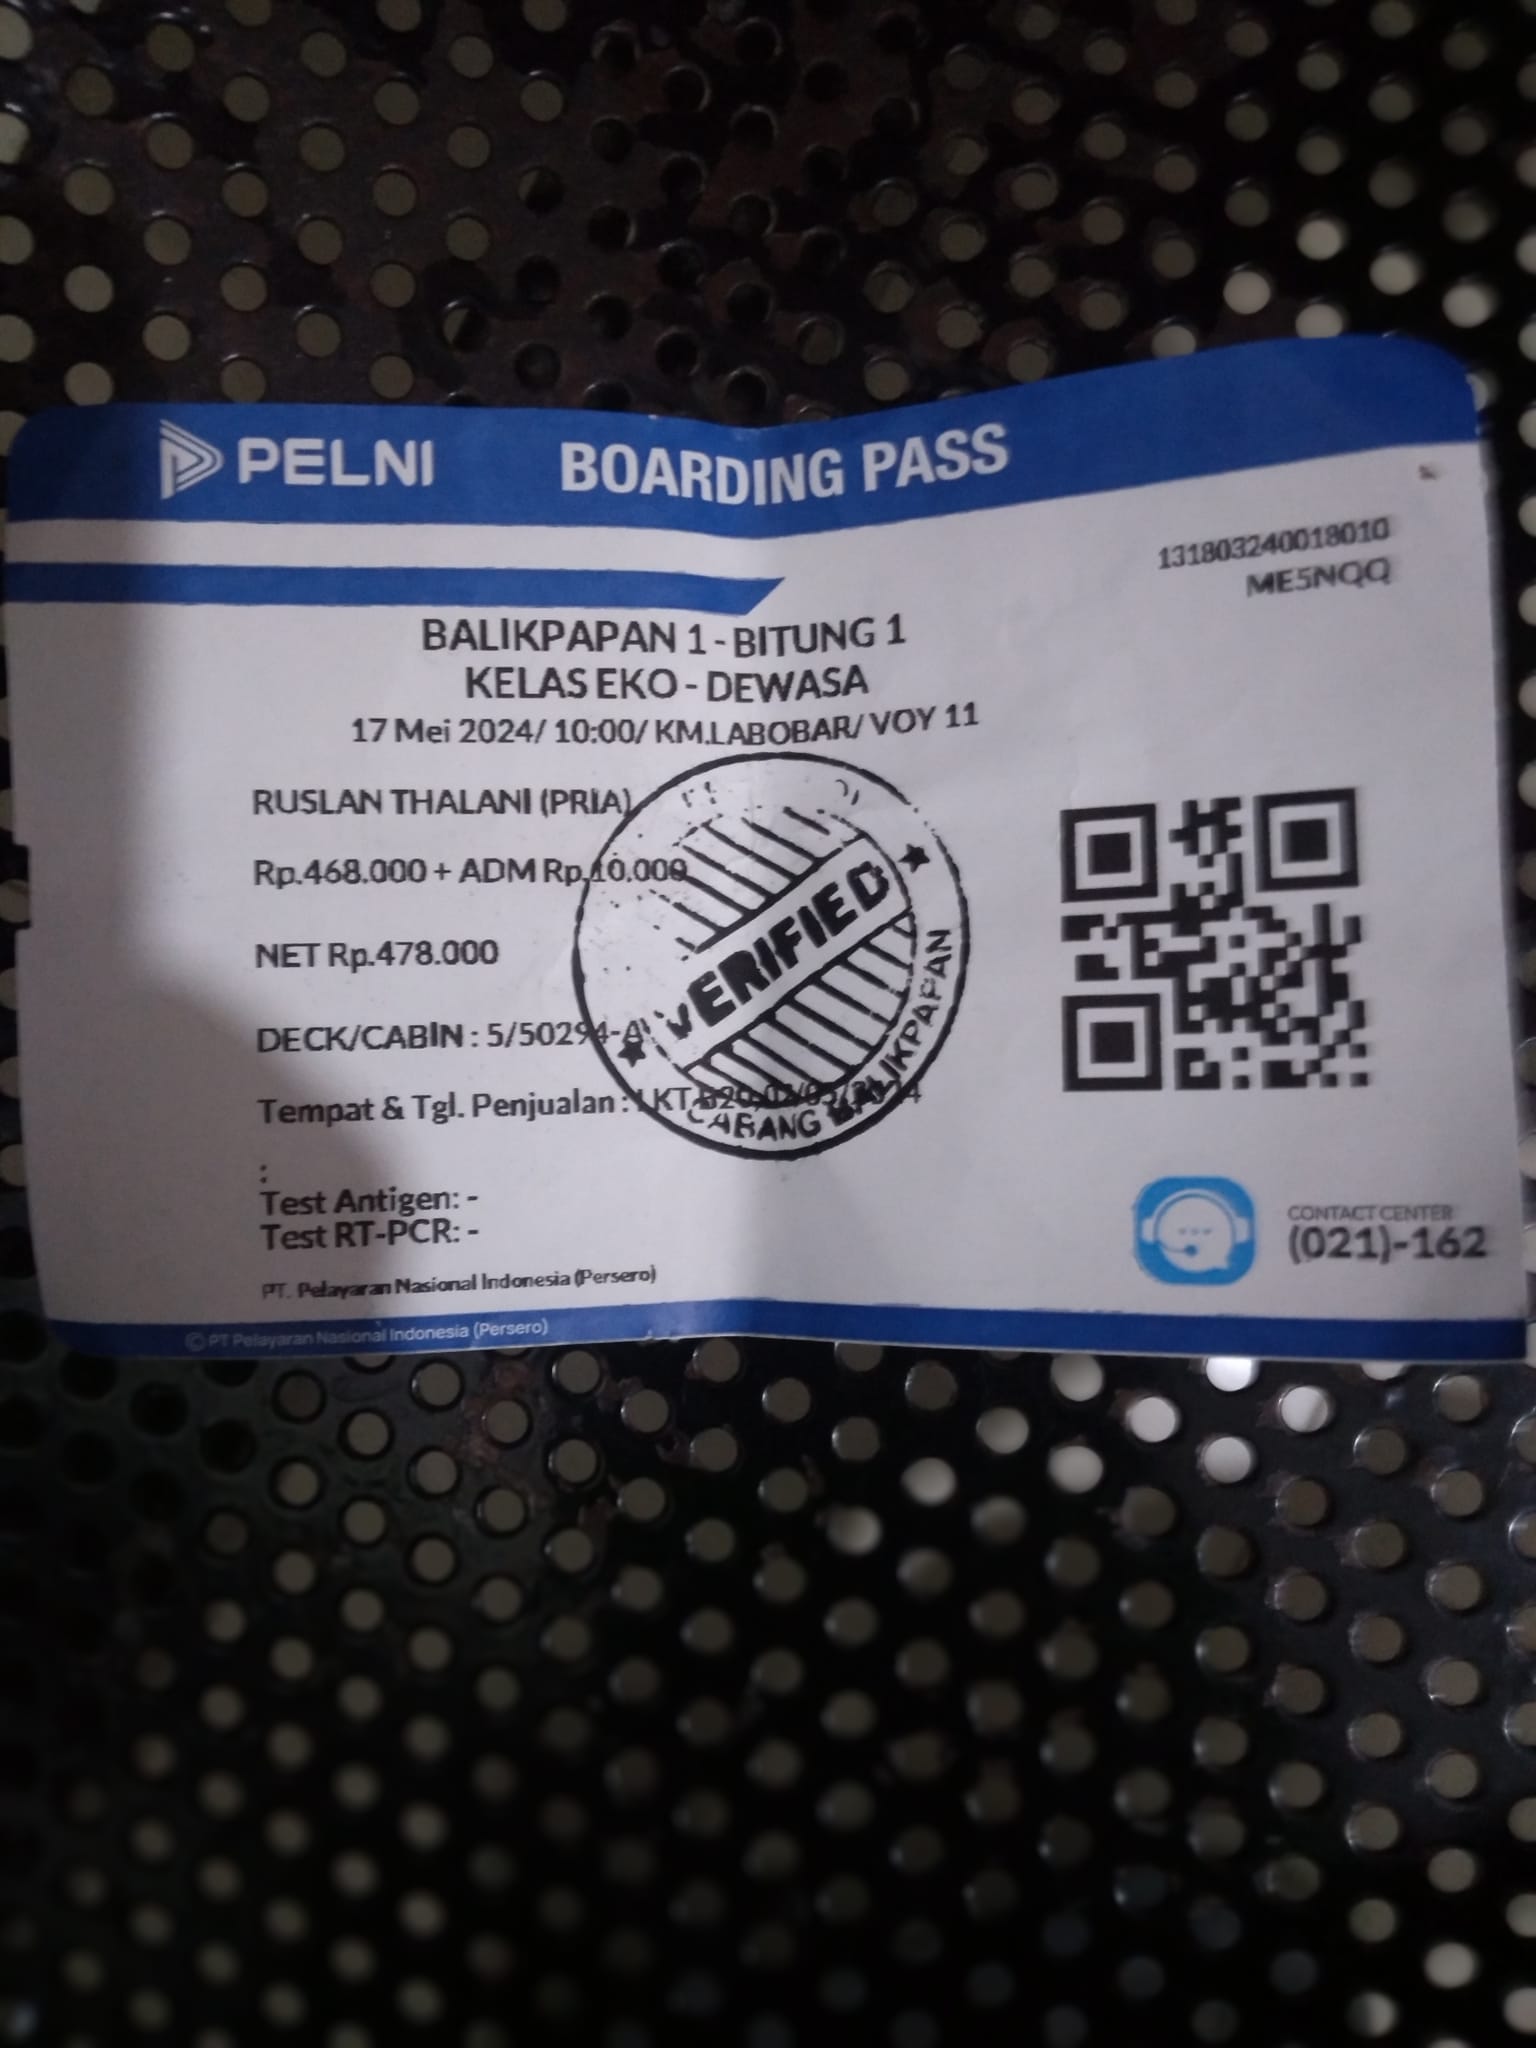 PELNI
BOARDING PASS
131803240018010
ME5NQQ
BALIKPAPAN 1 - BITUNG 1
KELAS EKO - DEWASA
17 Mei 2024/ 10:00/ KM.LABOBAR/ VOY 11
RUSLAN THALANI (PRIA)
Rp.468.000 + ADM Rp.10.000
NET Rp.478.000
DECK/CABIN : 5/50294-A
Tempat & Tgl. Penjualan :
VERIFIED
CABANG BALIKPAPAN
:
Test Antigen: -
Test RT-PCR: -
PT. Pelayaran Nasional Indonesia (Persero)
CONTACT CENTER
(021)-162
© PT Pelayaran Nasional Indonesia (Persero)